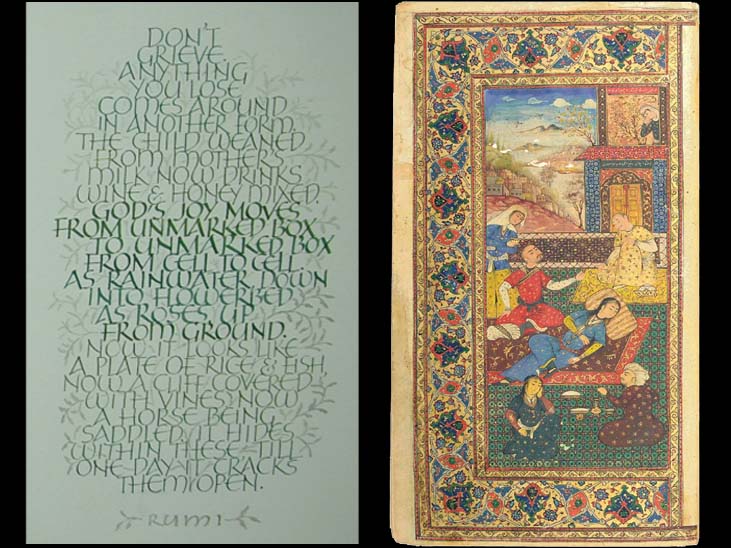 DON'T
GRIEVE.
ANYTHING
YOU LOSE
COMES AROUND
IN ANOTHER FORM.
THE CHILD WEANED
FROM MOTHER'S
MILK NOW DRINKS
WINE & HONEY MIXED.
GOD'S JOY MOVES
FROM UNMARKED BOX
TO UNMARKED BOX
FROM CELL TO CELL
AS RAINWATER, DOWN
INTO FLOWERBED
AS ROSES, UP
FROM GROUND.
NOW IT LOOKS LIKE
A PLATE OF RICE & FISH,
NOW A CLIFF COVERED
WITH VINES, NOW
A HORSE BEING
SADDLED. IT HIDES
WITHIN THESE, TILL
ONE DAY IT CRACKS
THEM OPEN.
RUMI